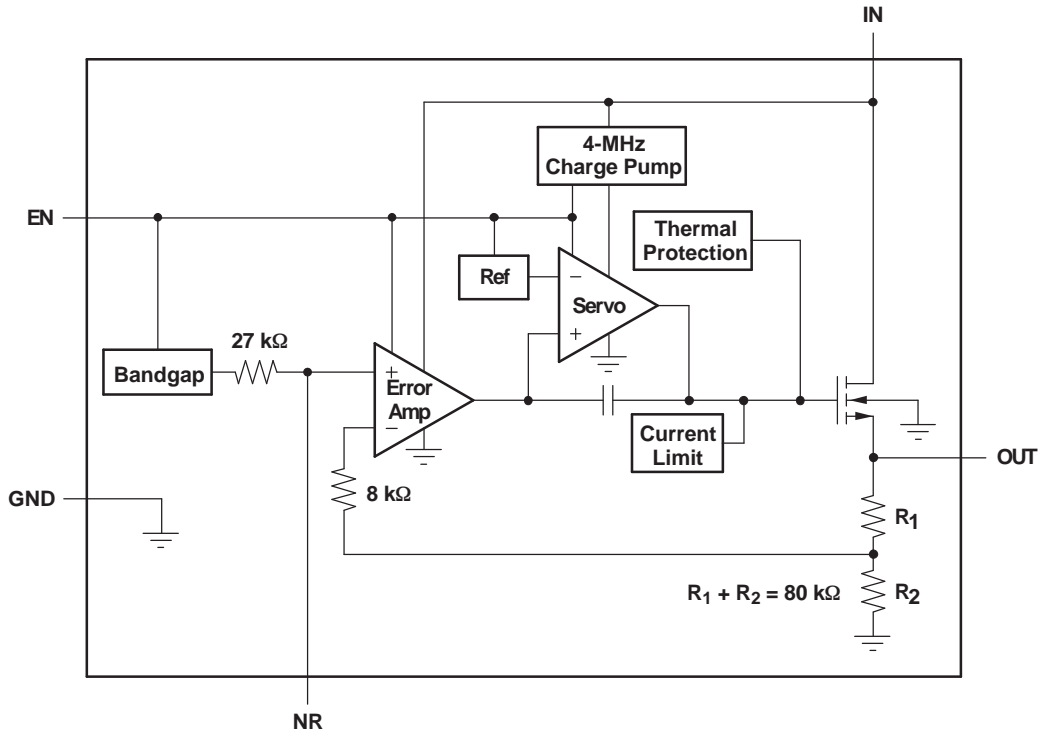 IN
4-MHz
Charge Pump
EN
Thermal
Protection
Ref
−
Servo
+
27 kΩ
Bandgap
+
Error
Amp
−
Current
Limit
OUT
8 kΩ
GND
R1
R1 + R2 = 80 kΩ
R2
NR